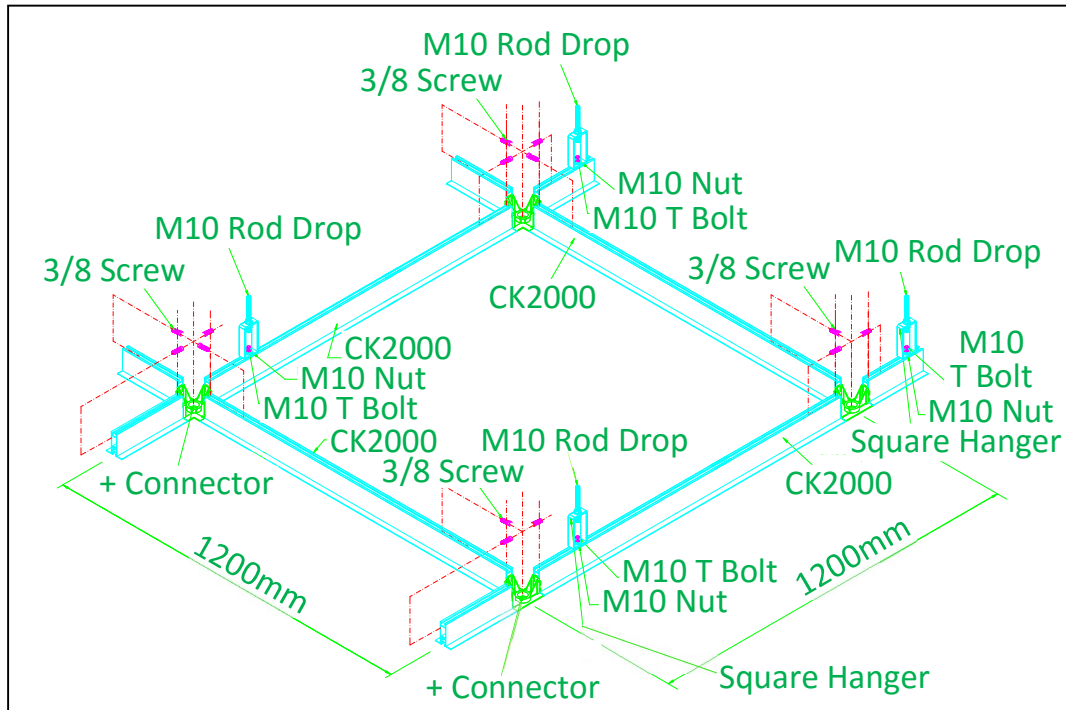 M10 Rod Drop
3/8 Screw
M10 Nut
M10 T Bolt
M10 Rod Drop
3/8 Screw
CK2000
M10 Rod Drop
3/8 Screw
CK2000
M10 Nut
M10 T Bolt
M10
T Bolt
M10 Nut
Square Hanger
CK2000
M10 Rod Drop
3/8 Screw
+ Connector
CK2000
1200mm
M10 T Bolt
M10 Nut
1200mm
+ Connector
Square Hanger